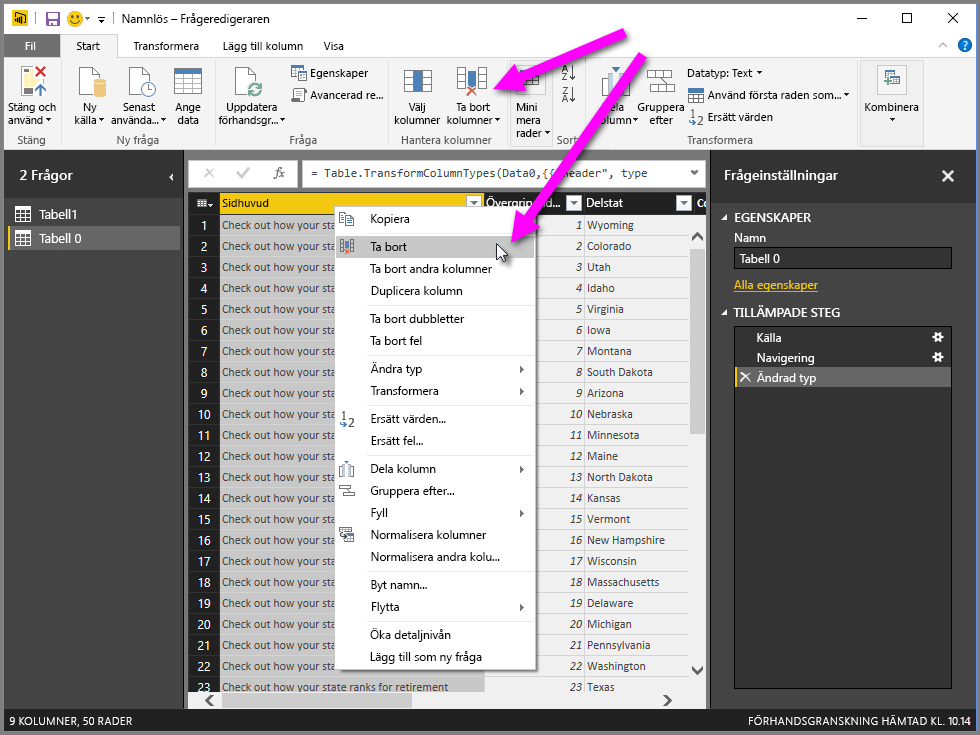 Namnlös – Frågeredigeraren
Fil
Start
Transformera
Lägg till kolumn
Visa
Stäng och
använd
Stäng
Ny
källa
Senast
använda...
Ange
data
Ny fråga
Uppdatera
förhandsgr...
Egenskaper
Avancerad re...
Fråga
Välj
kolumner
Ta bort
kolumner
Hantera kolumner
Mini
mera
rader
Sort
kolumn
Gruppera
efter
Datatyp: Text
Använd första raden som...
Ersätt värden
Transformera
Kombinera
2 Frågor
Tabell1
Tabell 0
= Table.TransformColumnTypes(Data0,{{"Header", type
Sidhuvud
Delstat
1 Check out how your sta 1 Wyoming
2 Check out how your sta 2 Colorado
3 Check out how your sta 3 Utah
4 Check out how your sta 4 Idaho
5 Check out how your sta 5 Virginia
6 Check out how your sta 6 Iowa
7 Check out how your sta 7 Montana
8 Check out how your sta 8 South Dakota
9 Check out how your sta 9 Arizona
10 Check out how your sta 10 Nebraska
11 Check out how your sta 11 Minnesota
12 Check out how your sta 12 Maine
13 Check out how your sta 13 North Dakota
14 Check out how your sta 14 Kansas
15 Check out how your sta 15 Vermont
16 Check out how your sta 16 New Hampshire
17 Check out how your sta 17 Wisconsin
18 Check out how your sta 18 Massachusetts
19 Check out how your sta 19 Delaware
20 Check out how your sta 20 Michigan
21 Check out how your sta 21 Pennsylvania
22 Check out how your sta 22 Washington
23 Check out how your state ranks for retirement 23 Texas
Kopiera
Ta bort
Ta bort andra kolumner
Duplicera kolumn
Ta bort dubbletter
Ta bort fel
Ändra typ
Transformera
Ersätt värden...
Ersätt fel...
Dela kolumn
Gruppera efter...
Fyll
Normalisera kolumner
Normalisera andra kolu...
Byt namn...
Flytta
Öka detaljnivån
Lägg till som ny fråga
Frågeinställningar
EGENSKAPER
Namn
Tabell 0
Alla egenskaper
TILLÄMPADE STEG
Källa
Navigering
Ändrad typ
9 KOLUMNER, 50 RADER
FÖRHANDSGRANSKNING HÄMTAD KL. 10.14